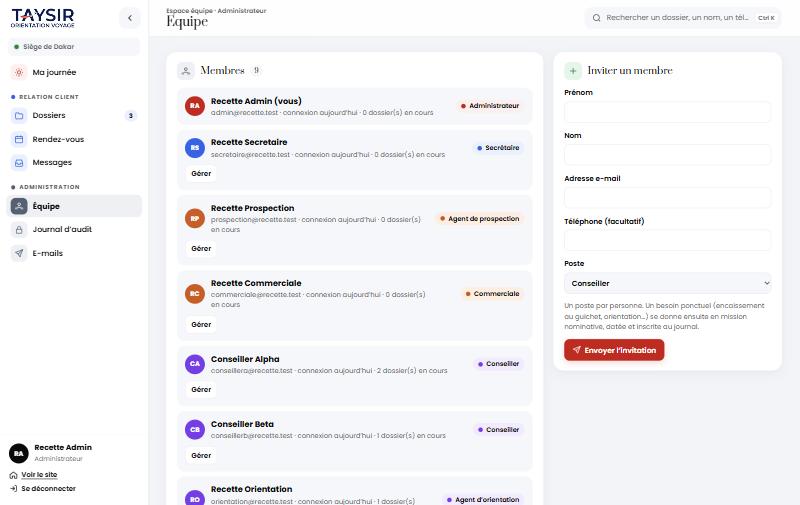 TAYSIR
ORIENTATION VOYAGE
Siège de Dakar
Ma journée
RELATION CLIENT
Dossiers
3
Rendez-vous
Messages
ADMINISTRATION
Équipe
Journal d'audit
E-mails
Recette Admin
RA
Administrateur
Voir le site
Se déconnecter
Espace équipe · Administrateur
Équipe
Rechercher un dossier, un nom, un tél...
Ctrl K
Membres 9
RA
Recette Admin (vous)
admin@recette.test · connexion aujourd'hui · 0 dossier(s) en cours
Administrateur
RS
Recette Secretaire
secretaire@recette.test · connexion aujourd'hui · 0 dossier(s) en cours
Secrétaire
Gérer
RP
Recette Prospection
prospection@recette.test · connexion aujourd'hui · 0 dossier(s)
en cours
Agent de prospection
Gérer
RC
Recette Commerciale
commerciale@recette.test · connexion aujourd'hui · 0 dossier(s)
en cours
Commerciale
Gérer
CA
Conseiller Alpha
conseillera@recette.test · connexion aujourd'hui · 2 dossier(s) en cours
Conseiller
Gérer
CB
Conseiller Beta
conseillerb@recette.test · connexion aujourd'hui · 1 dossier(s) en cours
Conseiller
Gérer
RO
Recette Orientation
orientation@recette.test · connexion aujourd'hui · 1 dossier(s)
Agent d'orientation
Inviter un membre
Prénom
Nom
Adresse e-mail
Téléphone (facultatif)
Poste
Conseiller
Un poste par personne. Un besoin ponctuel (encaissement
au guichet, orientation...) se donne ensuite en mission
nominative, datée et inscrite au journal.
Envoyer l'invitation